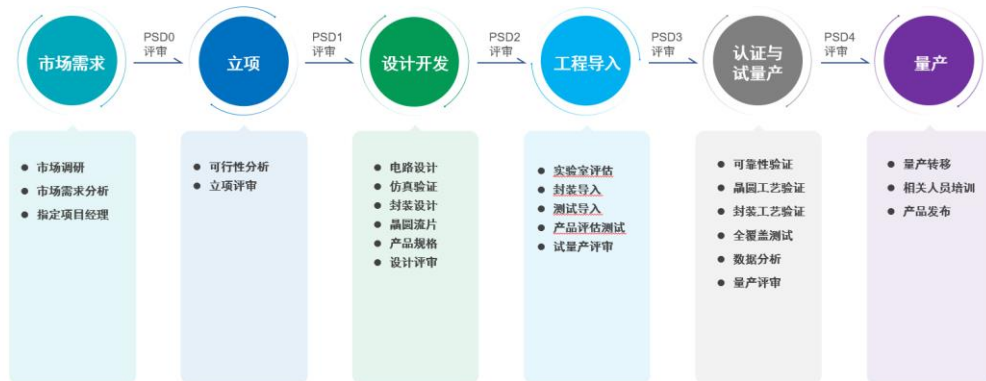 市场需求
PSD0
评审
立项
PSD1
评审
设计开发
PSD2
评审
工程导入
PSD3
评审
认证与
试量产
PSD4
评审
量产
● 市场调研
● 市场需求分析
● 指定项目经理
● 可行性分析
● 立项评审
● 电路设计
● 仿真验证
● 封装设计
● 晶圆流片
● 产品规格
● 设计评审
● 实验室评估
● 封装导入
● 测试导入
● 产品评估测试
● 试量产评审
● 可靠性验证
● 晶圆工艺验证
● 封装工艺验证
● 全覆盖测试
● 数据分析
● 量产评审
● 量产转移
● 相关人员培训
● 产品发布